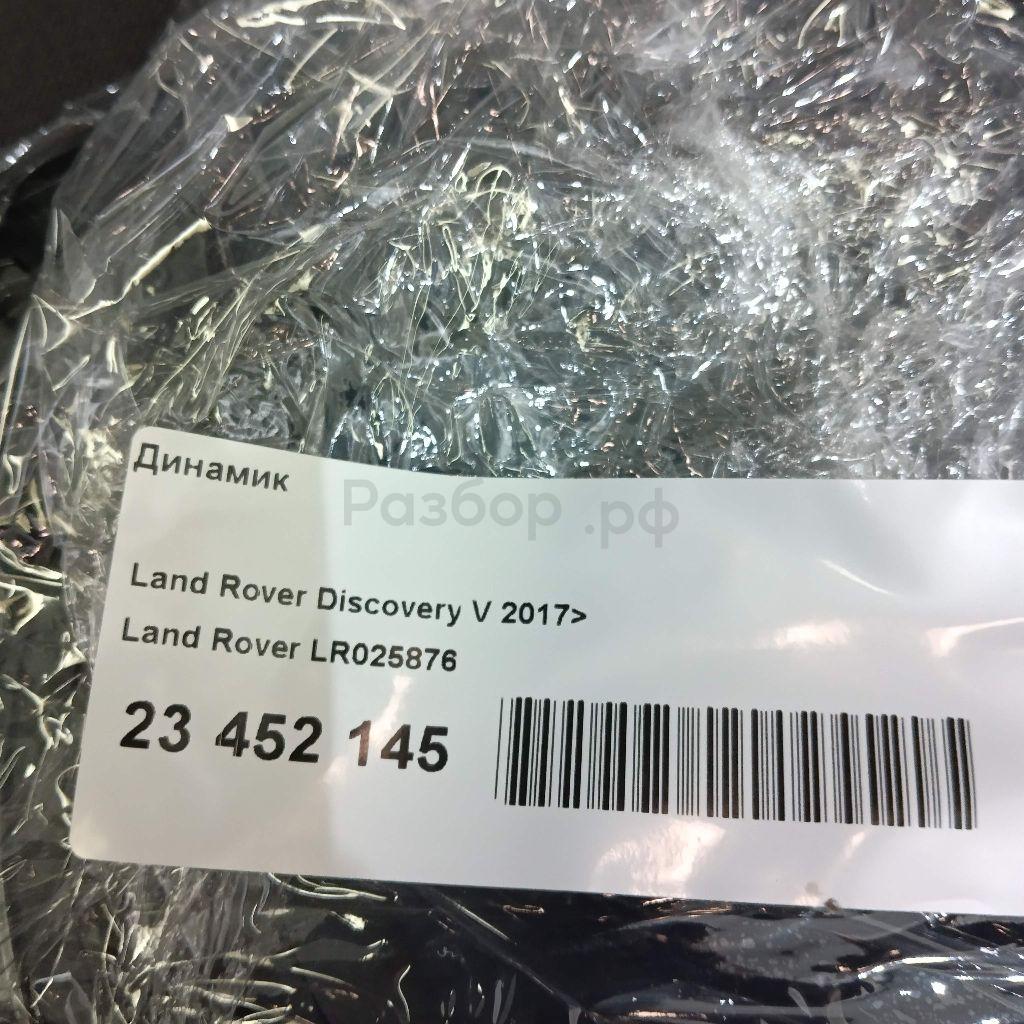 Динамик
Разбор.рф
Land Rover Discovery V 2017>
Land Rover LR025876
23 452 145